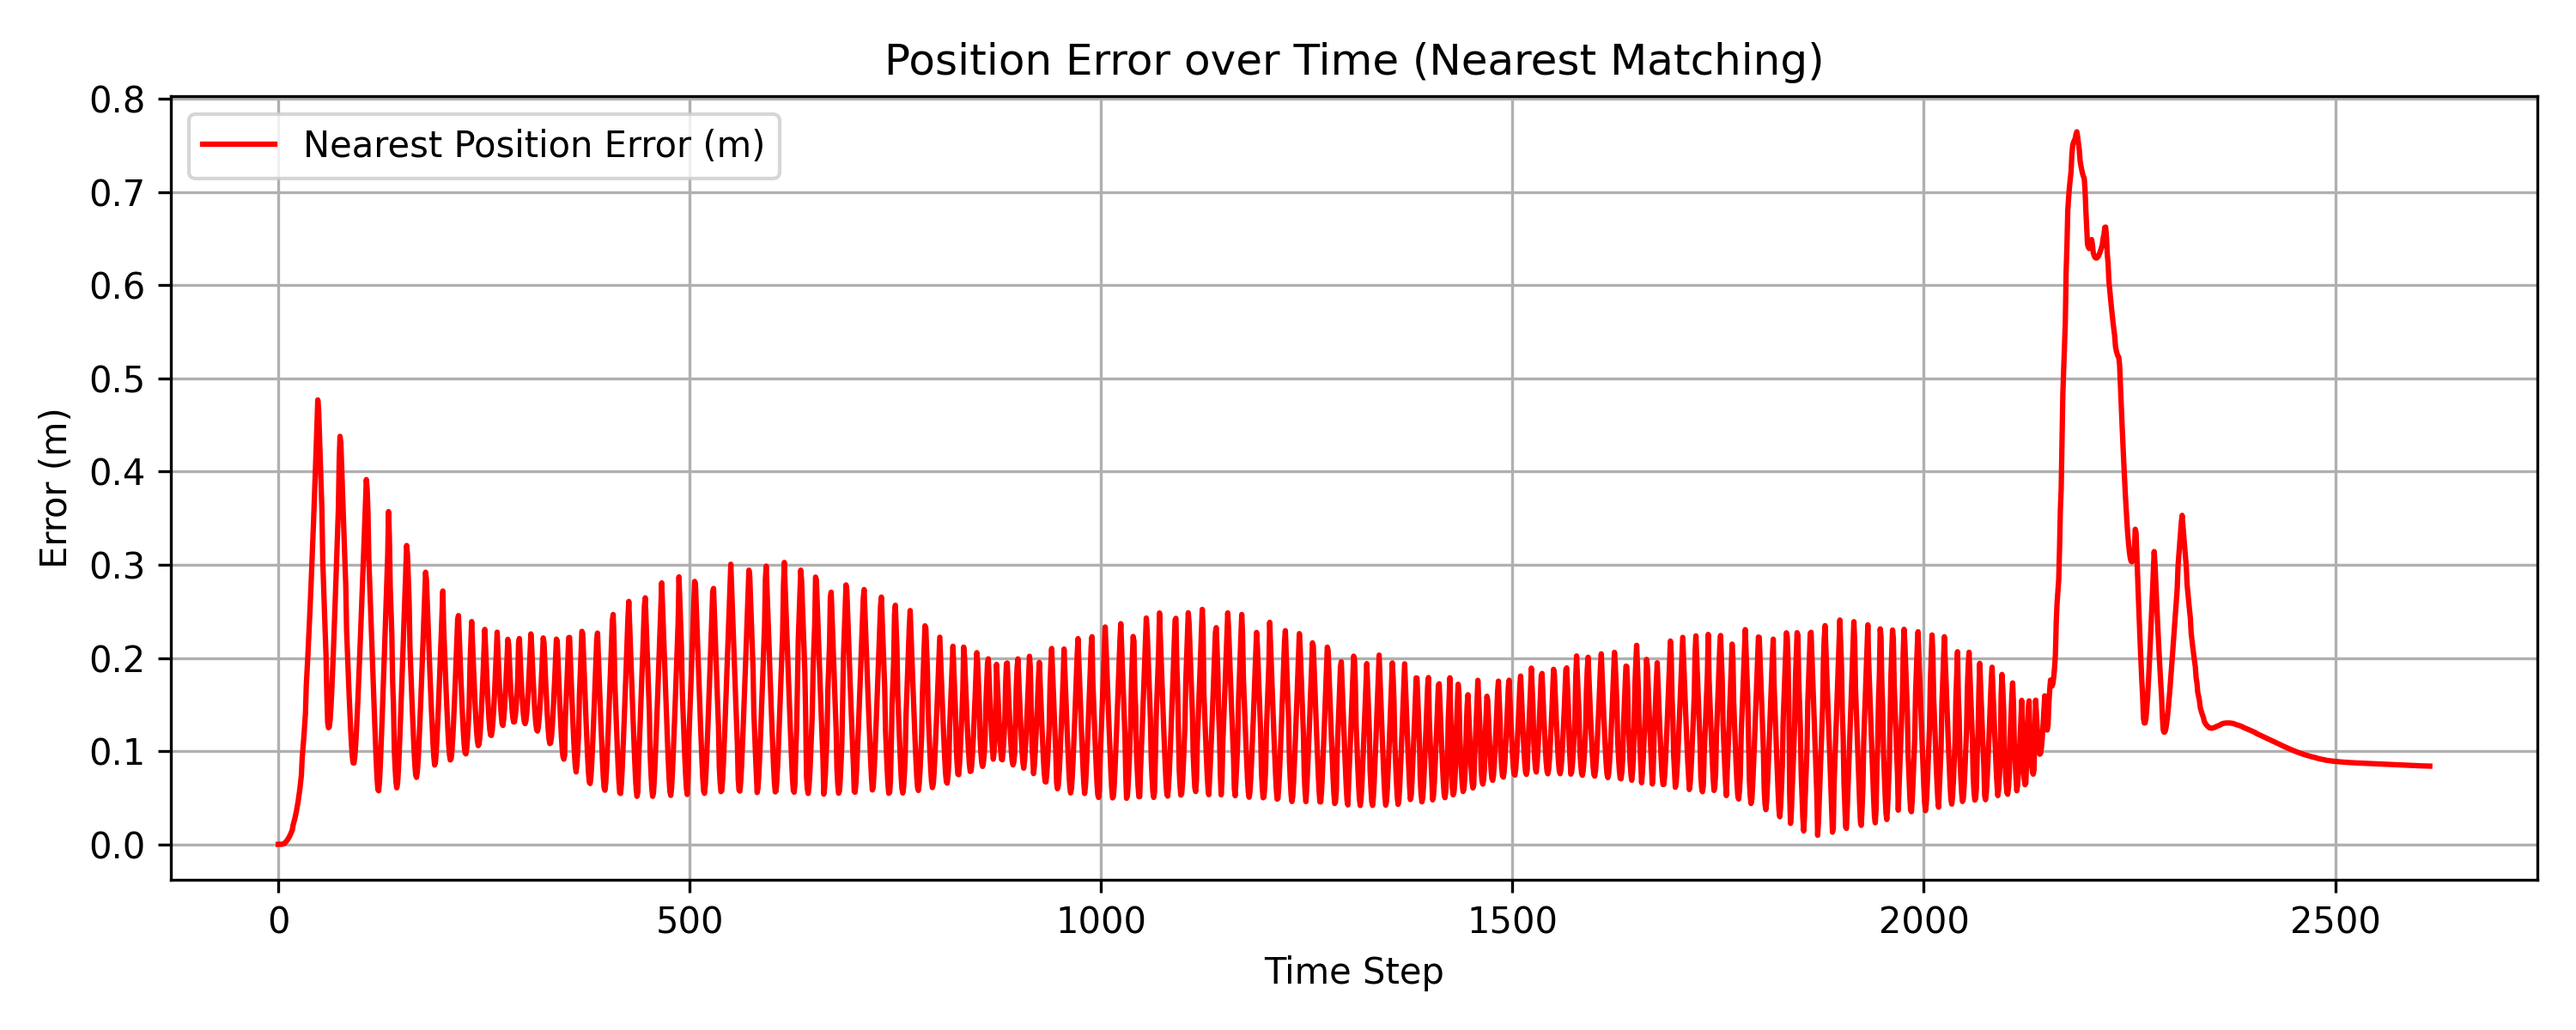 Position Error over Time (Nearest Matching)
Nearest Position Error (m)
Error (m)
0.8
0.7
0.6
0.5
0.4
0.3
0.2
0.1
0.0
0 500 1000 1500 2000 2500
Time Step